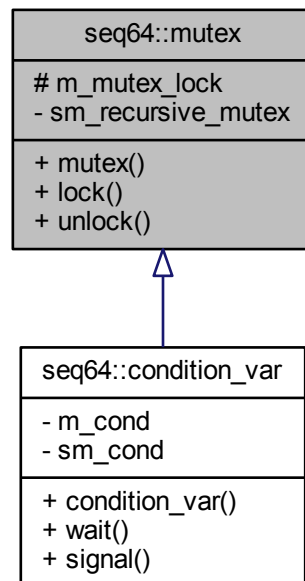 seq64::mutex
# m_mutex_lock
- sm_recursive_mutex
+ mutex()
+ lock()
+ unlock()
seq64::condition_var
- m_cond
- sm_cond
+ condition_var()
+ wait()
+ signal()